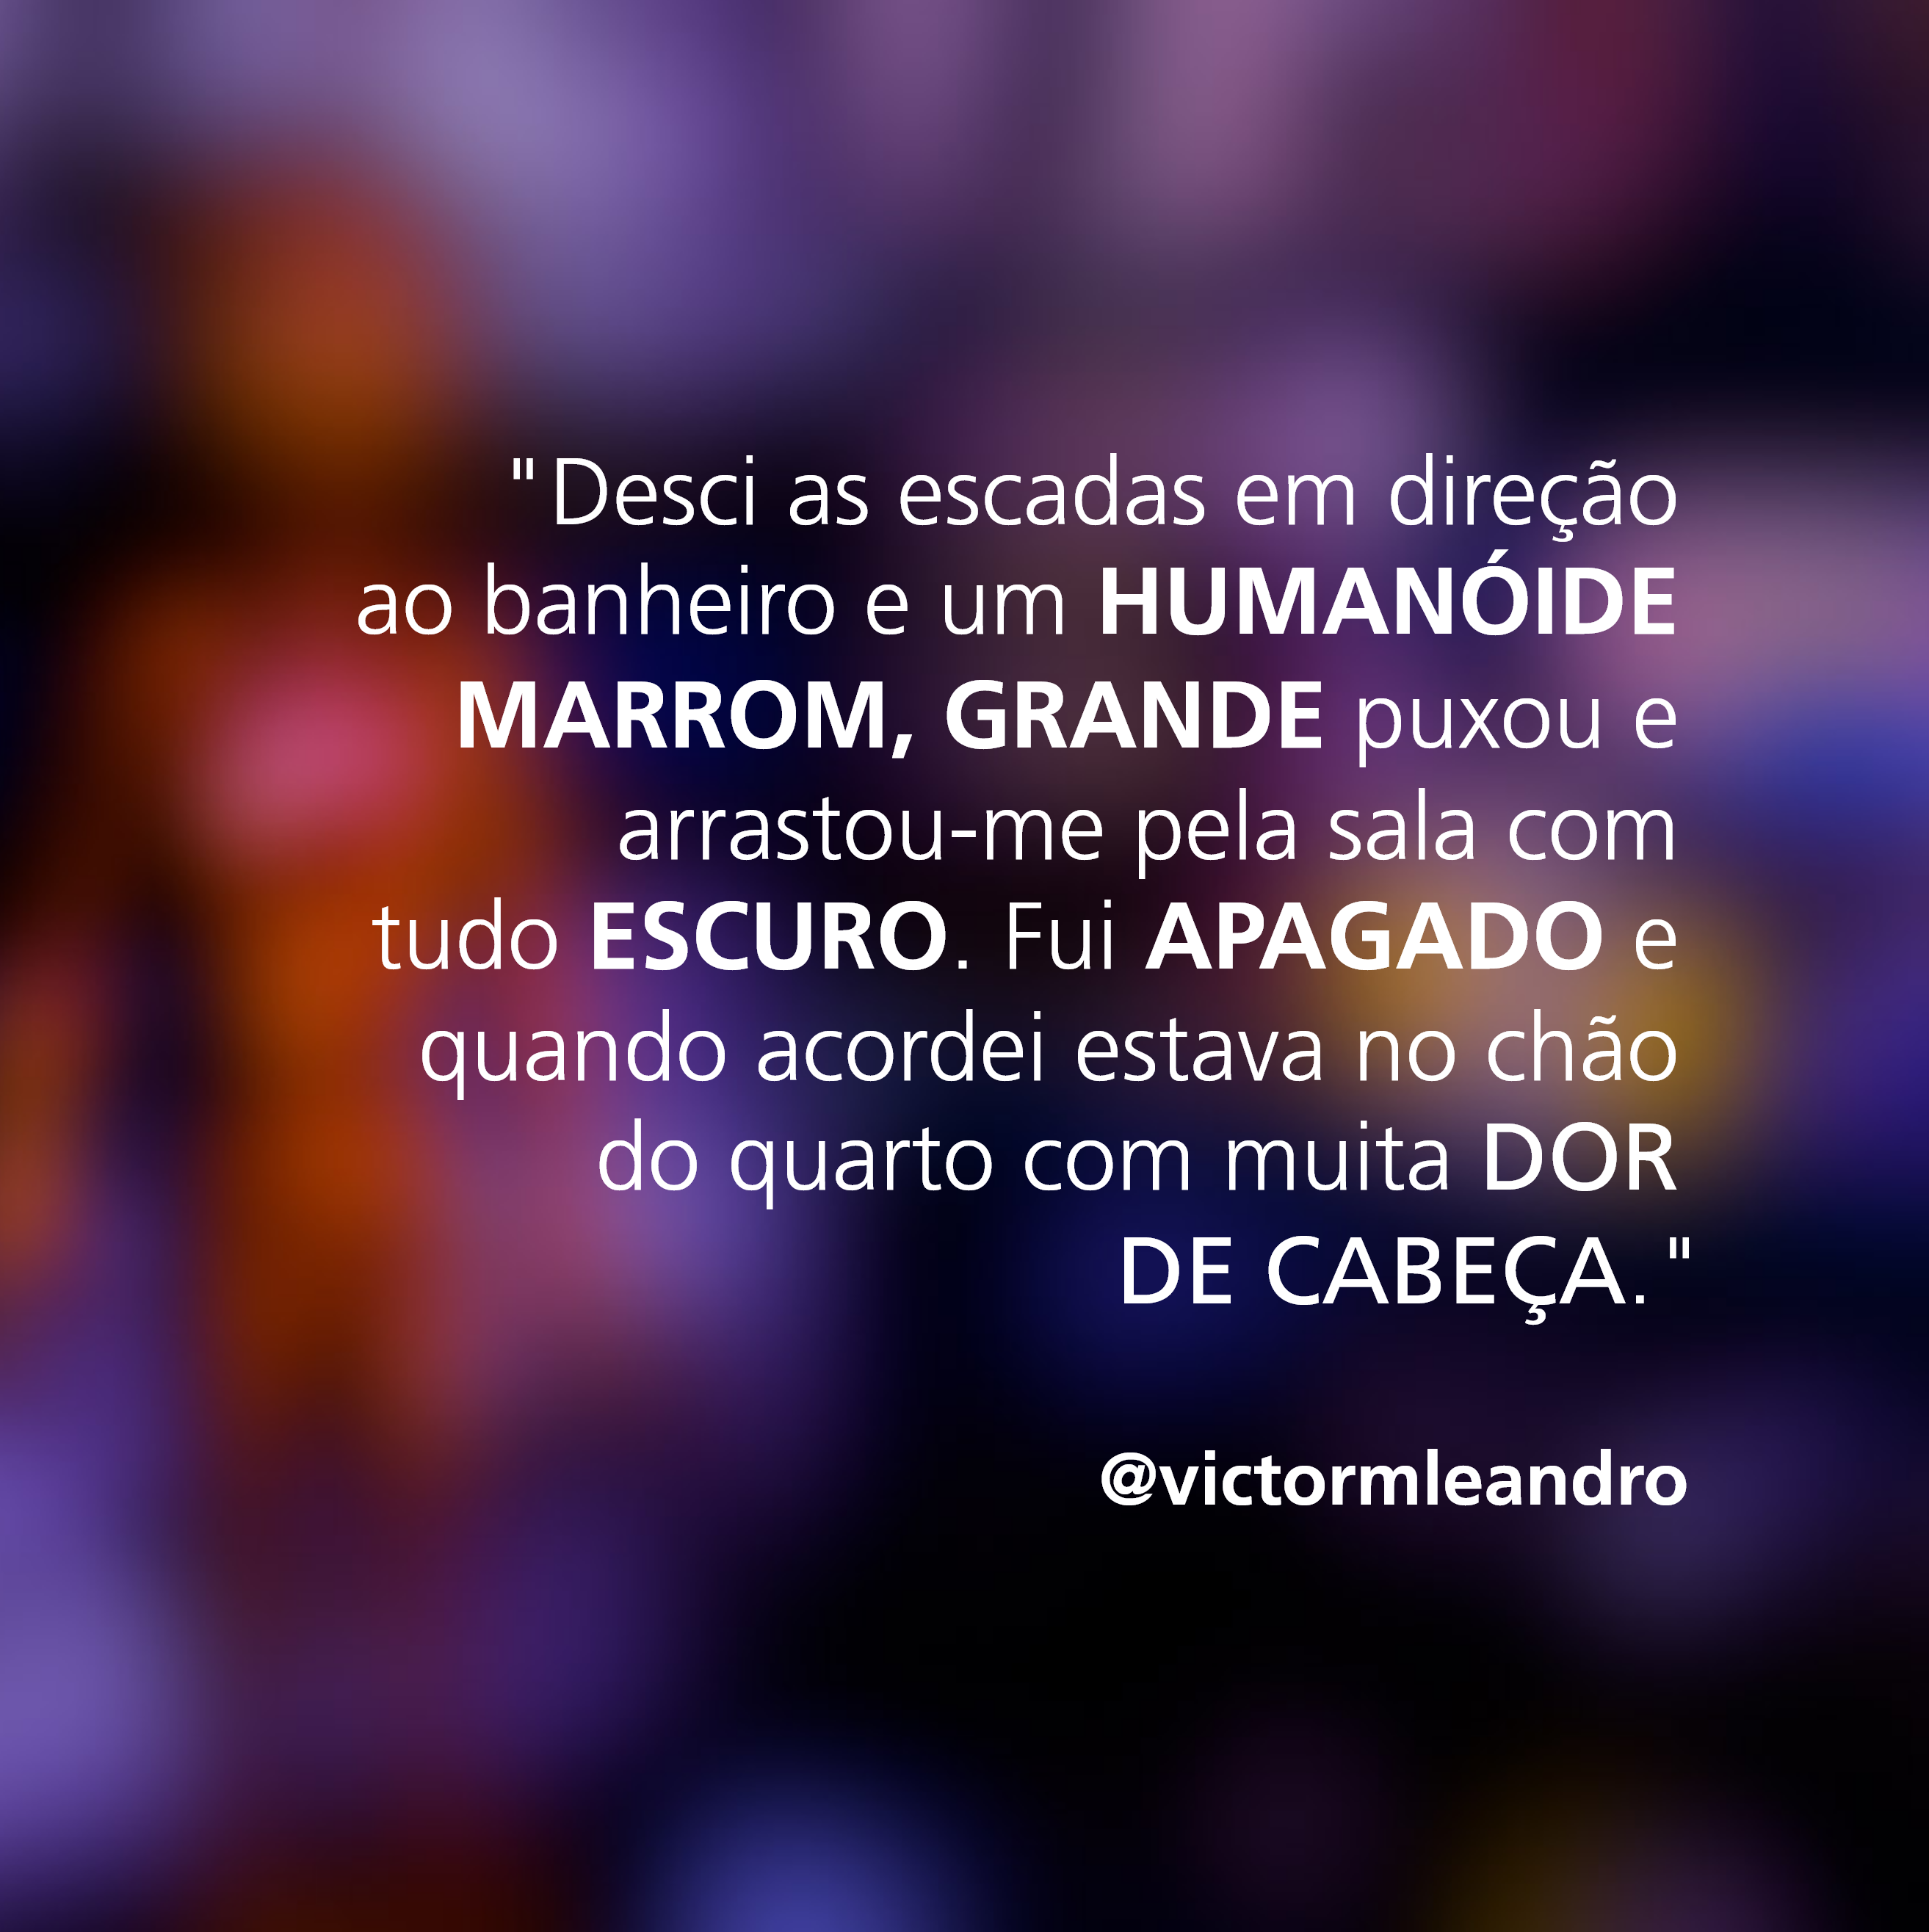 "Desci as escadas em direção
ao banheiro e um HUMANÓIDE
MARROM, GRANDE puxou e
arrastou-me pela sala com
tudo ESCURO. Fui APAGADO e
quando acordei estava no chão
do quarto com muita DOR
DE CABEÇA."
@victormleandro